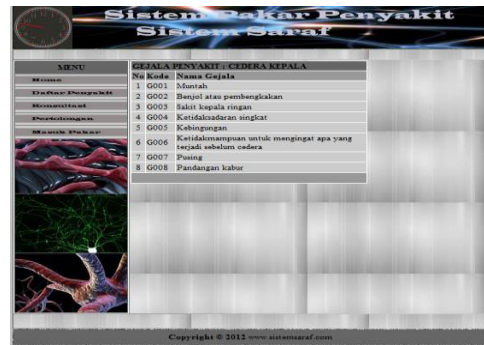 Sistem Pakar Penyakit
Sistem Saraf
MENU
Home
Daftar Penyakit
Konsultasi
Pertolongan
Masuk Pakar
GEJALA PENYAKIT : CEDERA KEPALA
No Kode Nama Gejala
1 G001 Muntah
2 G002 Benjol atau pembengkakan
3 G003 Sakit kepala ringan
4 G004 Ketidaksadaran singkat
5 G005 Kebingungan
6 G006 Ketidakmampuan untuk mengingat apa yang
terjadi sebelum cedera
7 G007 Pusing
8 G008 Pandangan kabur
Copyright © 2012 www.sistemsaraf.com